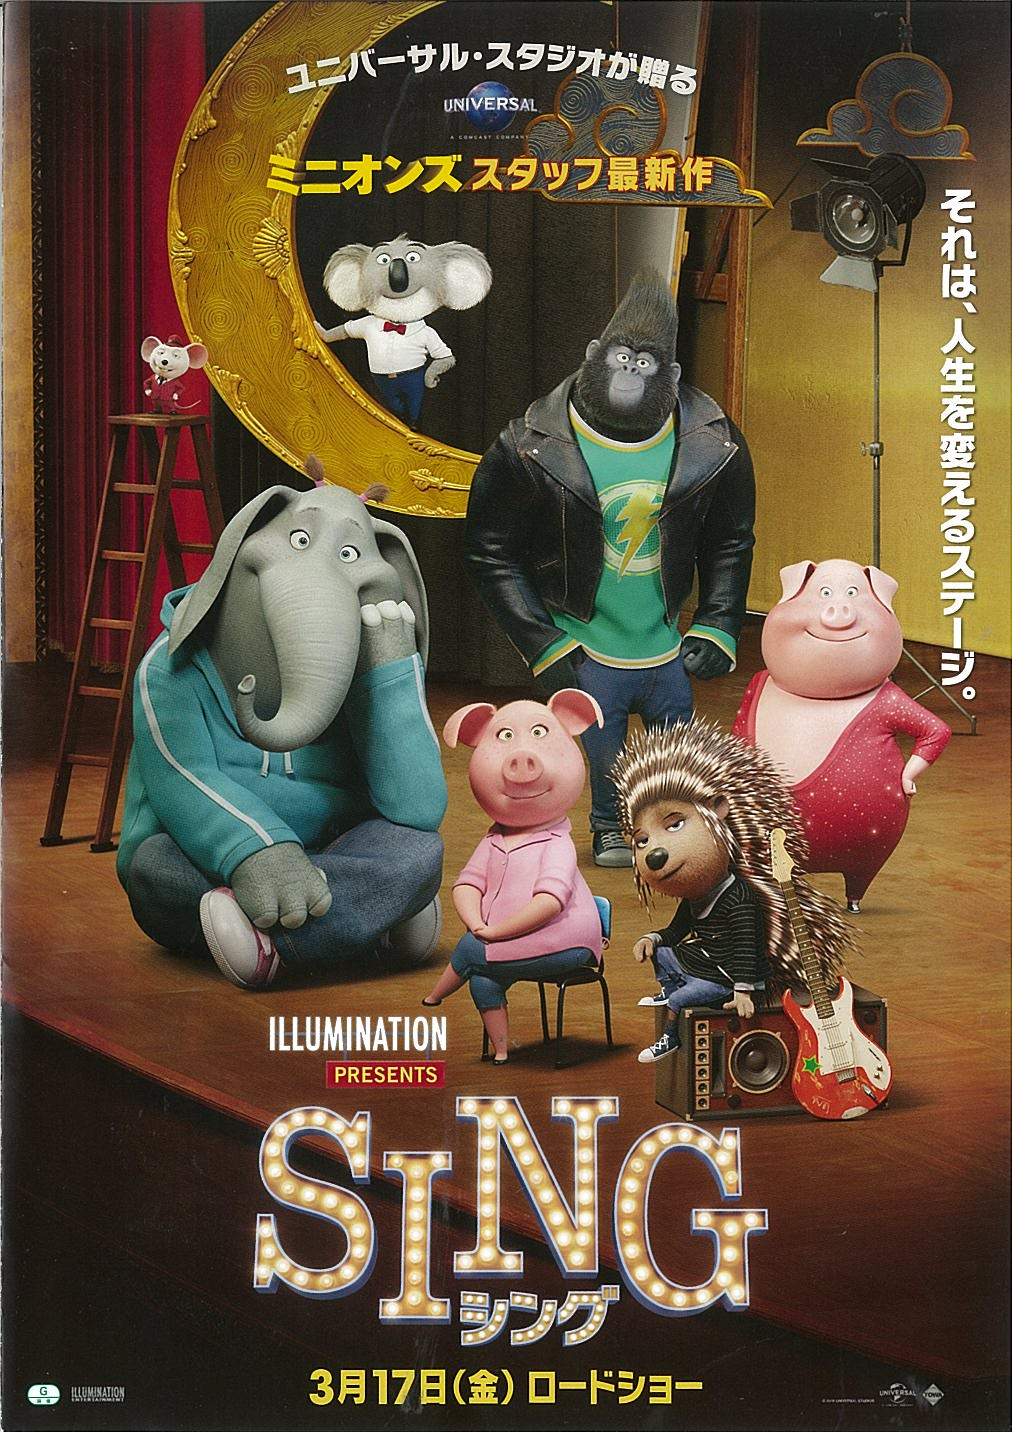 ユニバーサル・スタジオが贈る
UNIVERSAL
A COMCAST COMPANY
ミニオンズ スタッフ最新作
それは、人生を変えるステージ。
ILLUMINATION
PRESENTS
SING
シング
3月17日(金) ロードショー
G
ILLUMINATION
ENTERTAINMENT
UNIVERSAL
TOWA